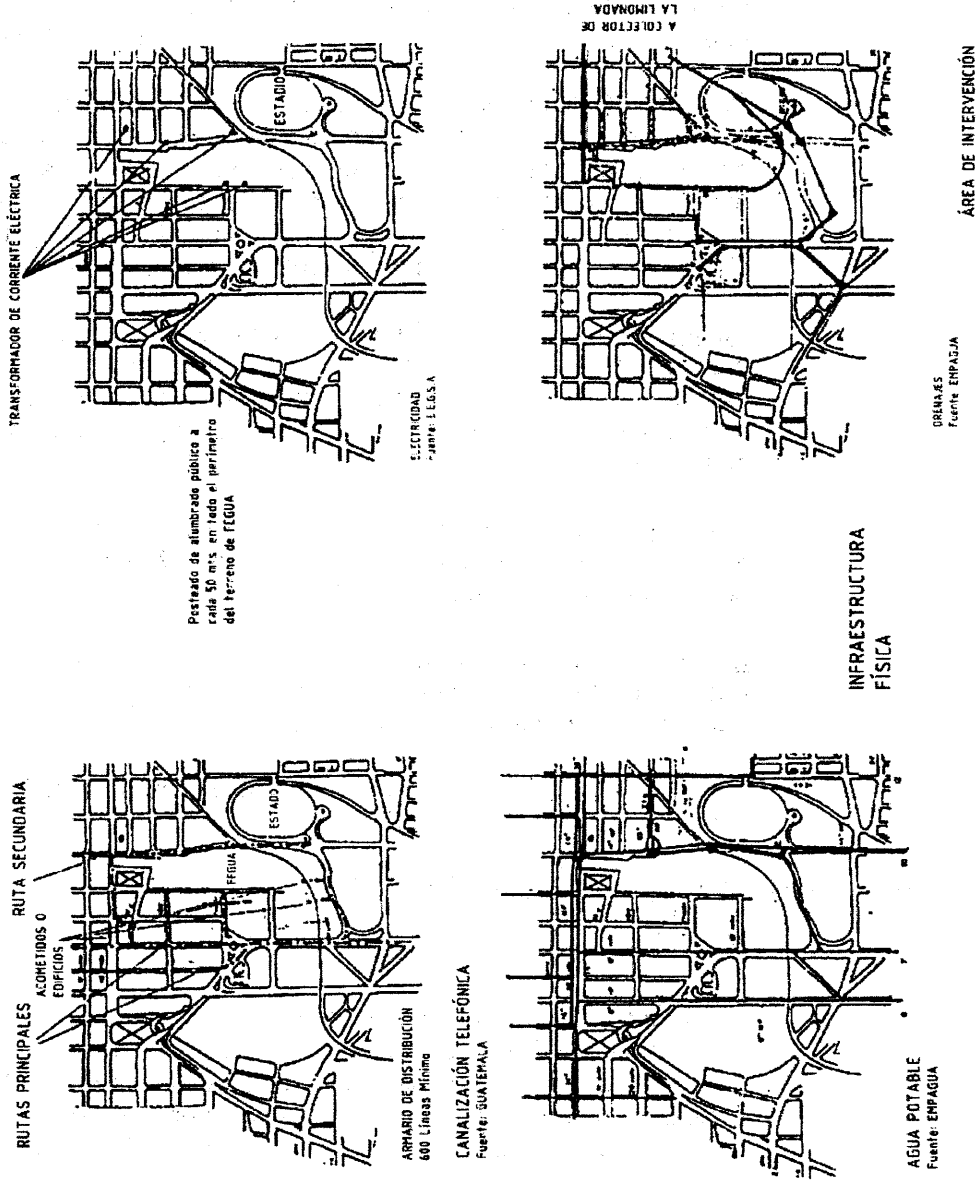 RUTAS PRINCIPALES
RUTA SECUNDARIA
ACOMETIDOS O
EDIFICIOS
FEGUA
ESTADO
ARMARIO DE DISTRIBUCIÓN
600 Líneas Mínimo
CANALIZACIÓN TELEFÓNICA
Fuente: GUATEMALA
TRANSFORMADOR DE CORRIENTE ELÉCTRICA
Posteado de alumbrado público a
cada 50 mts en todo el perímetro
del terreno de FEGUA
ESTADIO
ELECTRICIDAD
Fuente: E.E.G.S.A
AGUA POTABLE
Fuente: EMPAGUA
INFRAESTRUCTURA
FÍSICA
A COLECTOR DE
LA LIMONADA
DRENAJES
Fuente EMPAGUA
ÁREA DE INTERVENCIÓN